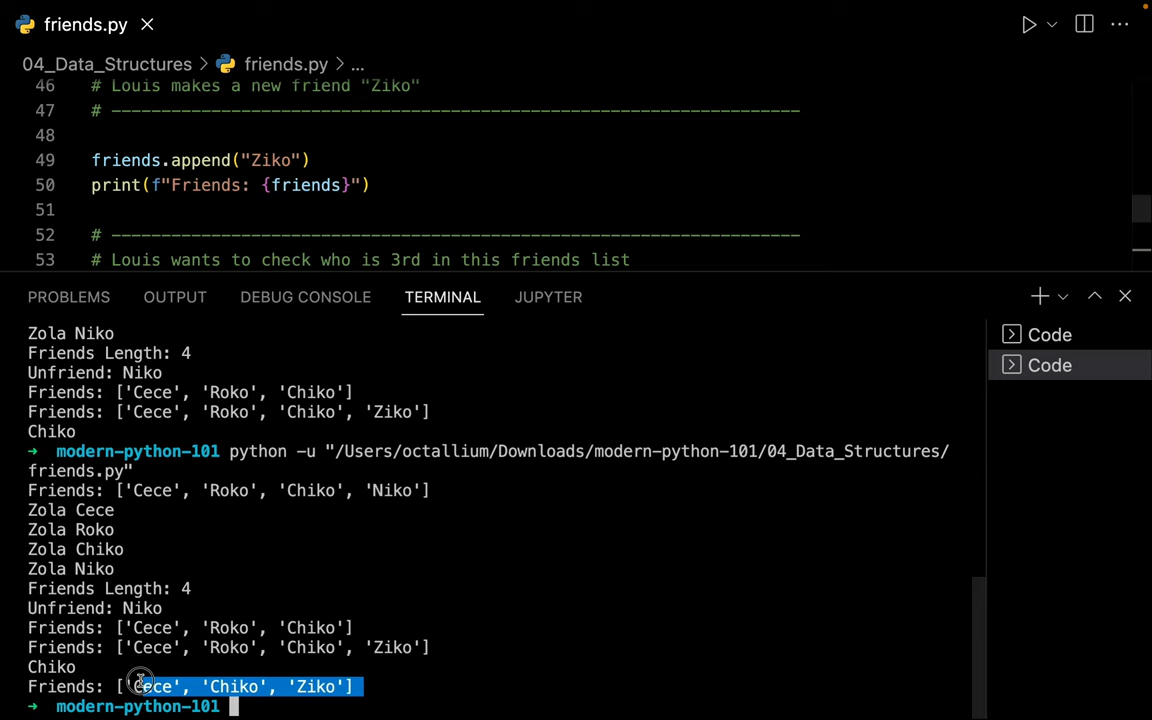 friends.py
04_Data_Structures > friends.py > ...
46 # Louis makes a new friend "Ziko"
47 # -----------------------------------------------------------
48
49 friends.append("Ziko")
50 print(f"Friends: {friends}")
51
52 # -----------------------------------------------------------
53 # Louis wants to check who is 3rd in this friends list
PROBLEMS OUTPUT DEBUG CONSOLE TERMINAL JUPYTER
Zola Niko
Friends Length: 4
Unfriend: Niko
Friends: ['Cece', 'Roko', 'Chiko']
Friends: ['Cece', 'Roko', 'Chiko', 'Ziko']
Chiko
→ modern-python-101 python -u "/Users/octallium/Downloads/modern-python-101/04_Data_Structures/
friends.py"
Friends: ['Cece', 'Roko', 'Chiko', 'Niko']
Zola Cece
Zola Roko
Zola Chiko
Zola Niko
Friends Length: 4
Unfriend: Niko
Friends: ['Cece', 'Roko', 'Chiko']
Friends: ['Cece', 'Roko', 'Chiko', 'Ziko']
Chiko
Friends: ['Cece', 'Chiko', 'Ziko']
→ modern-python-101
Code
Code